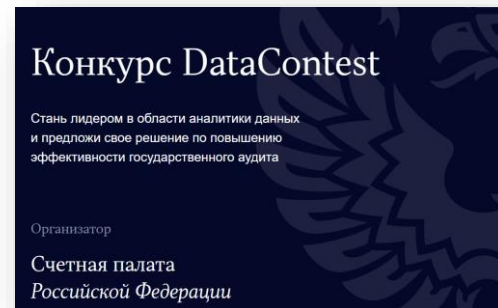 Конкурс DataContest
Стань лидером в области аналитики данных
и предложи свое решение по повышению
эффективности государственного аудита
Организатор
Счетная палата
Российской Федерации